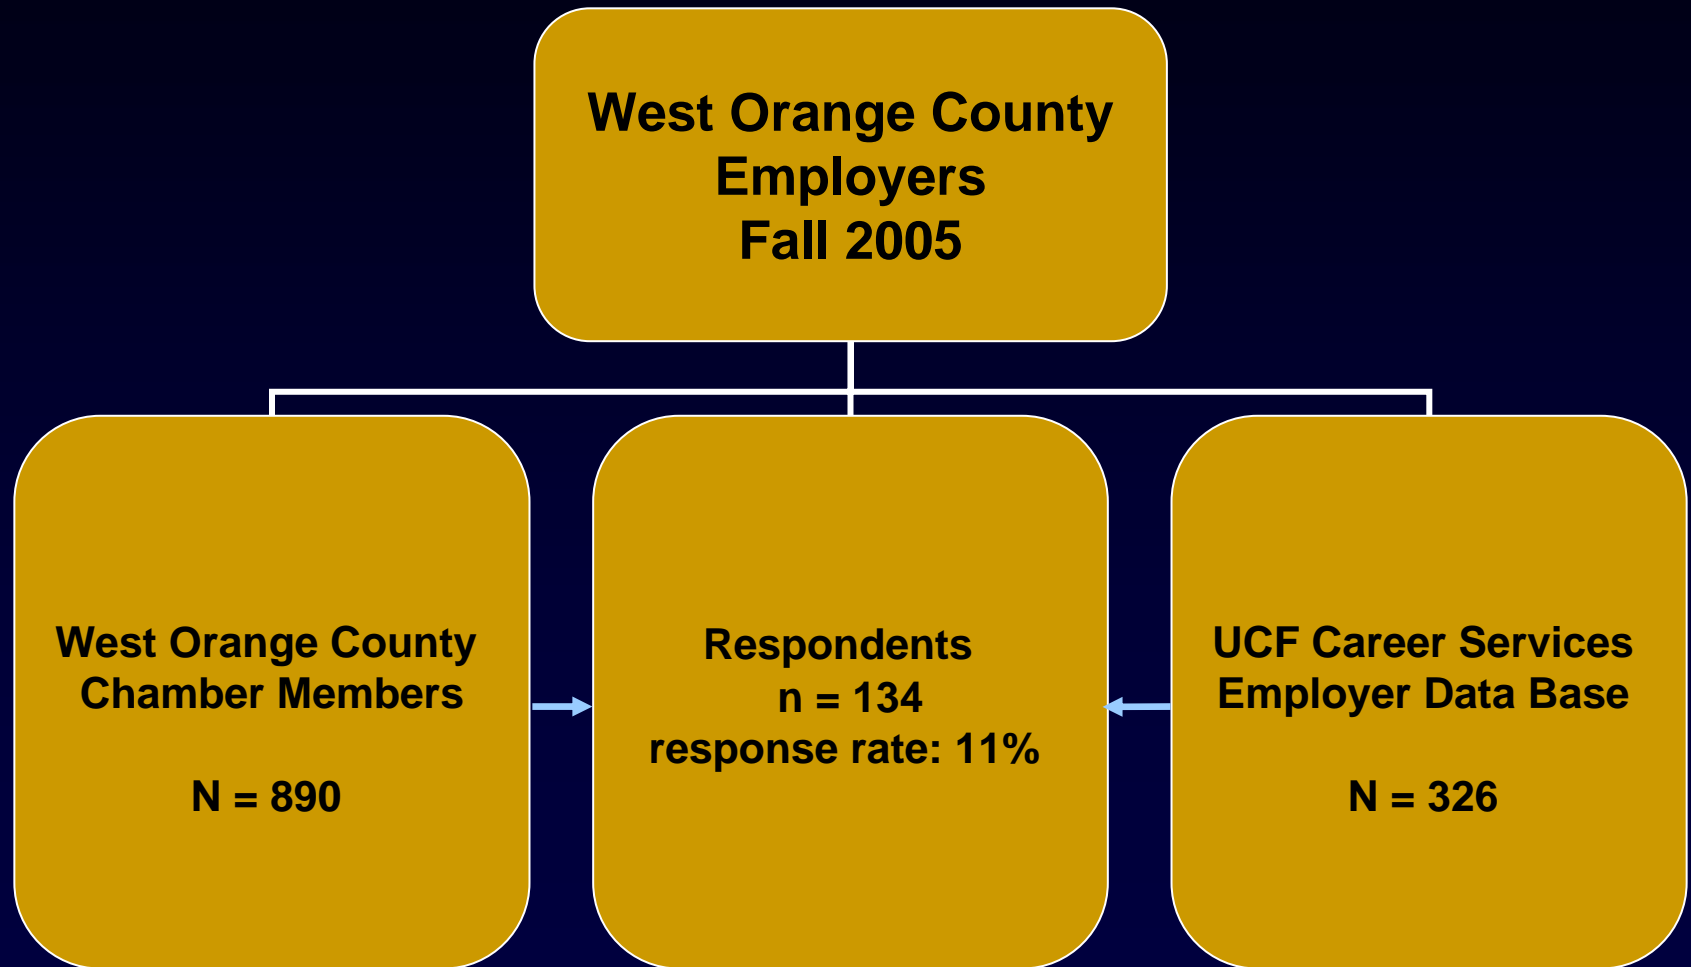 West Orange County
Employers
Fall 2005
West Orange County
Chamber Members
N = 890
Respondents
n = 134
response rate: 11%
UCF Career Services
Employer Data Base
N = 326